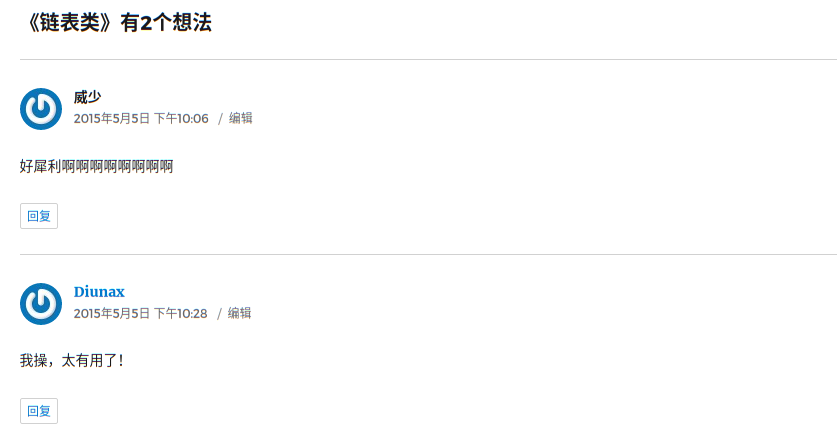 《链表类》有2个想法
威少
2015年5月5日 下午10:06 / 编辑
好犀利啊啊啊啊啊啊啊啊
回复
Diunax
2015年5月5日 下午10:28 / 编辑
我操，太有用了！
回复